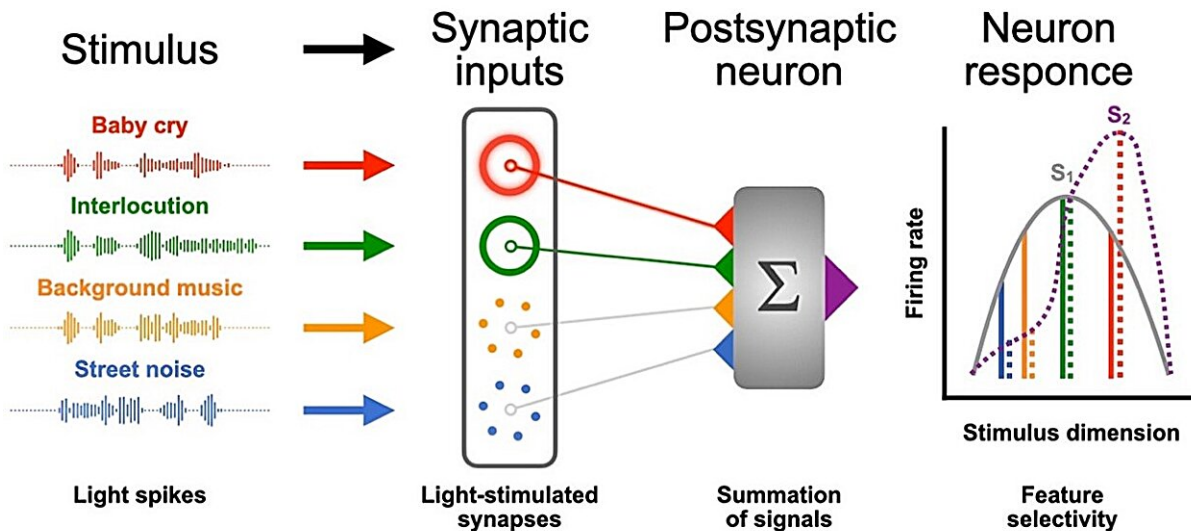 Stimulus
Synaptic
inputs
Postsynaptic
neuron
Neuron
responce
Baby cry
Interlocution
Background music
Street noise
Σ
S₁
S₂
Firing rate
Stimulus dimension
Light spikes
Light-stimulated
synapses
Summation
of signals
Feature
selectivity